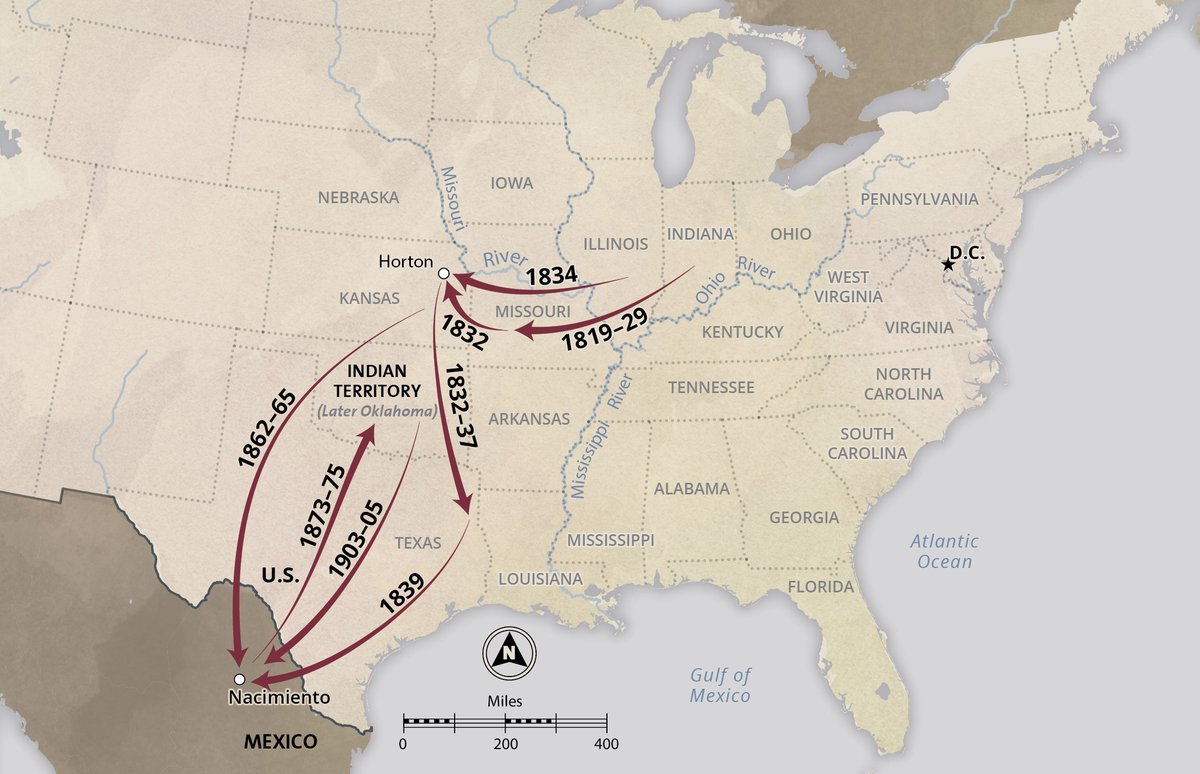 PENNSYLVANIA
NEBRASKA
IOWA
Missouri
ILLINOIS
INDIANA
OHIO
D.C.
Horton
River
1834
Ohio
River
WEST
VIRGINIA
KANSAS
MISSOURI
1832
1819–29
KENTUCKY
VIRGINIA
INDIAN
TERRITORY
(Later Oklahoma)
1862–65
1832–37
ARKANSAS
River
Mississippi
TENNESSEE
NORTH
CAROLINA
SOUTH
CAROLINA
1873–75
1903–05
ALABAMA
GEORGIA
TEXAS
MISSISSIPPI
Atlantic
Ocean
U.S.
1839
LOUISIANA
FLORIDA
N
Nacimiento
Gulf of
Mexico
MEXICO
Miles
0
200
400